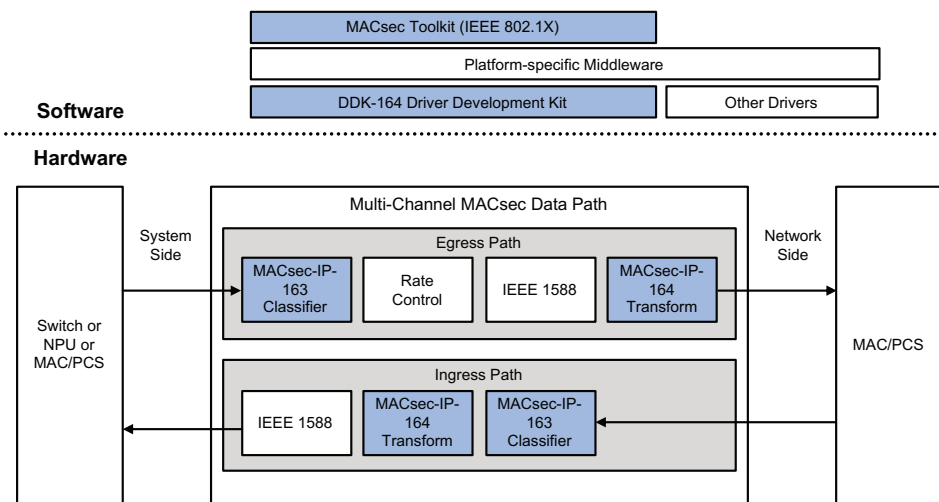 MACsec Toolkit (IEEE 802.1X)
Platform-specific Middleware
DDK-164 Driver Development Kit
Other Drivers
Software
Hardware
Multi-Channel MACsec Data Path
System
Side
Network
Side
Egress Path
MACsec-IP-
163
Classifier
Rate
Control
IEEE 1588
MACsec-IP-
164
Transform
Switch or
NPU or
MAC/PCS
MAC/PCS
Ingress Path
IEEE 1588
MACsec-IP-
164
Transform
MACsec-IP-
163
Classifier